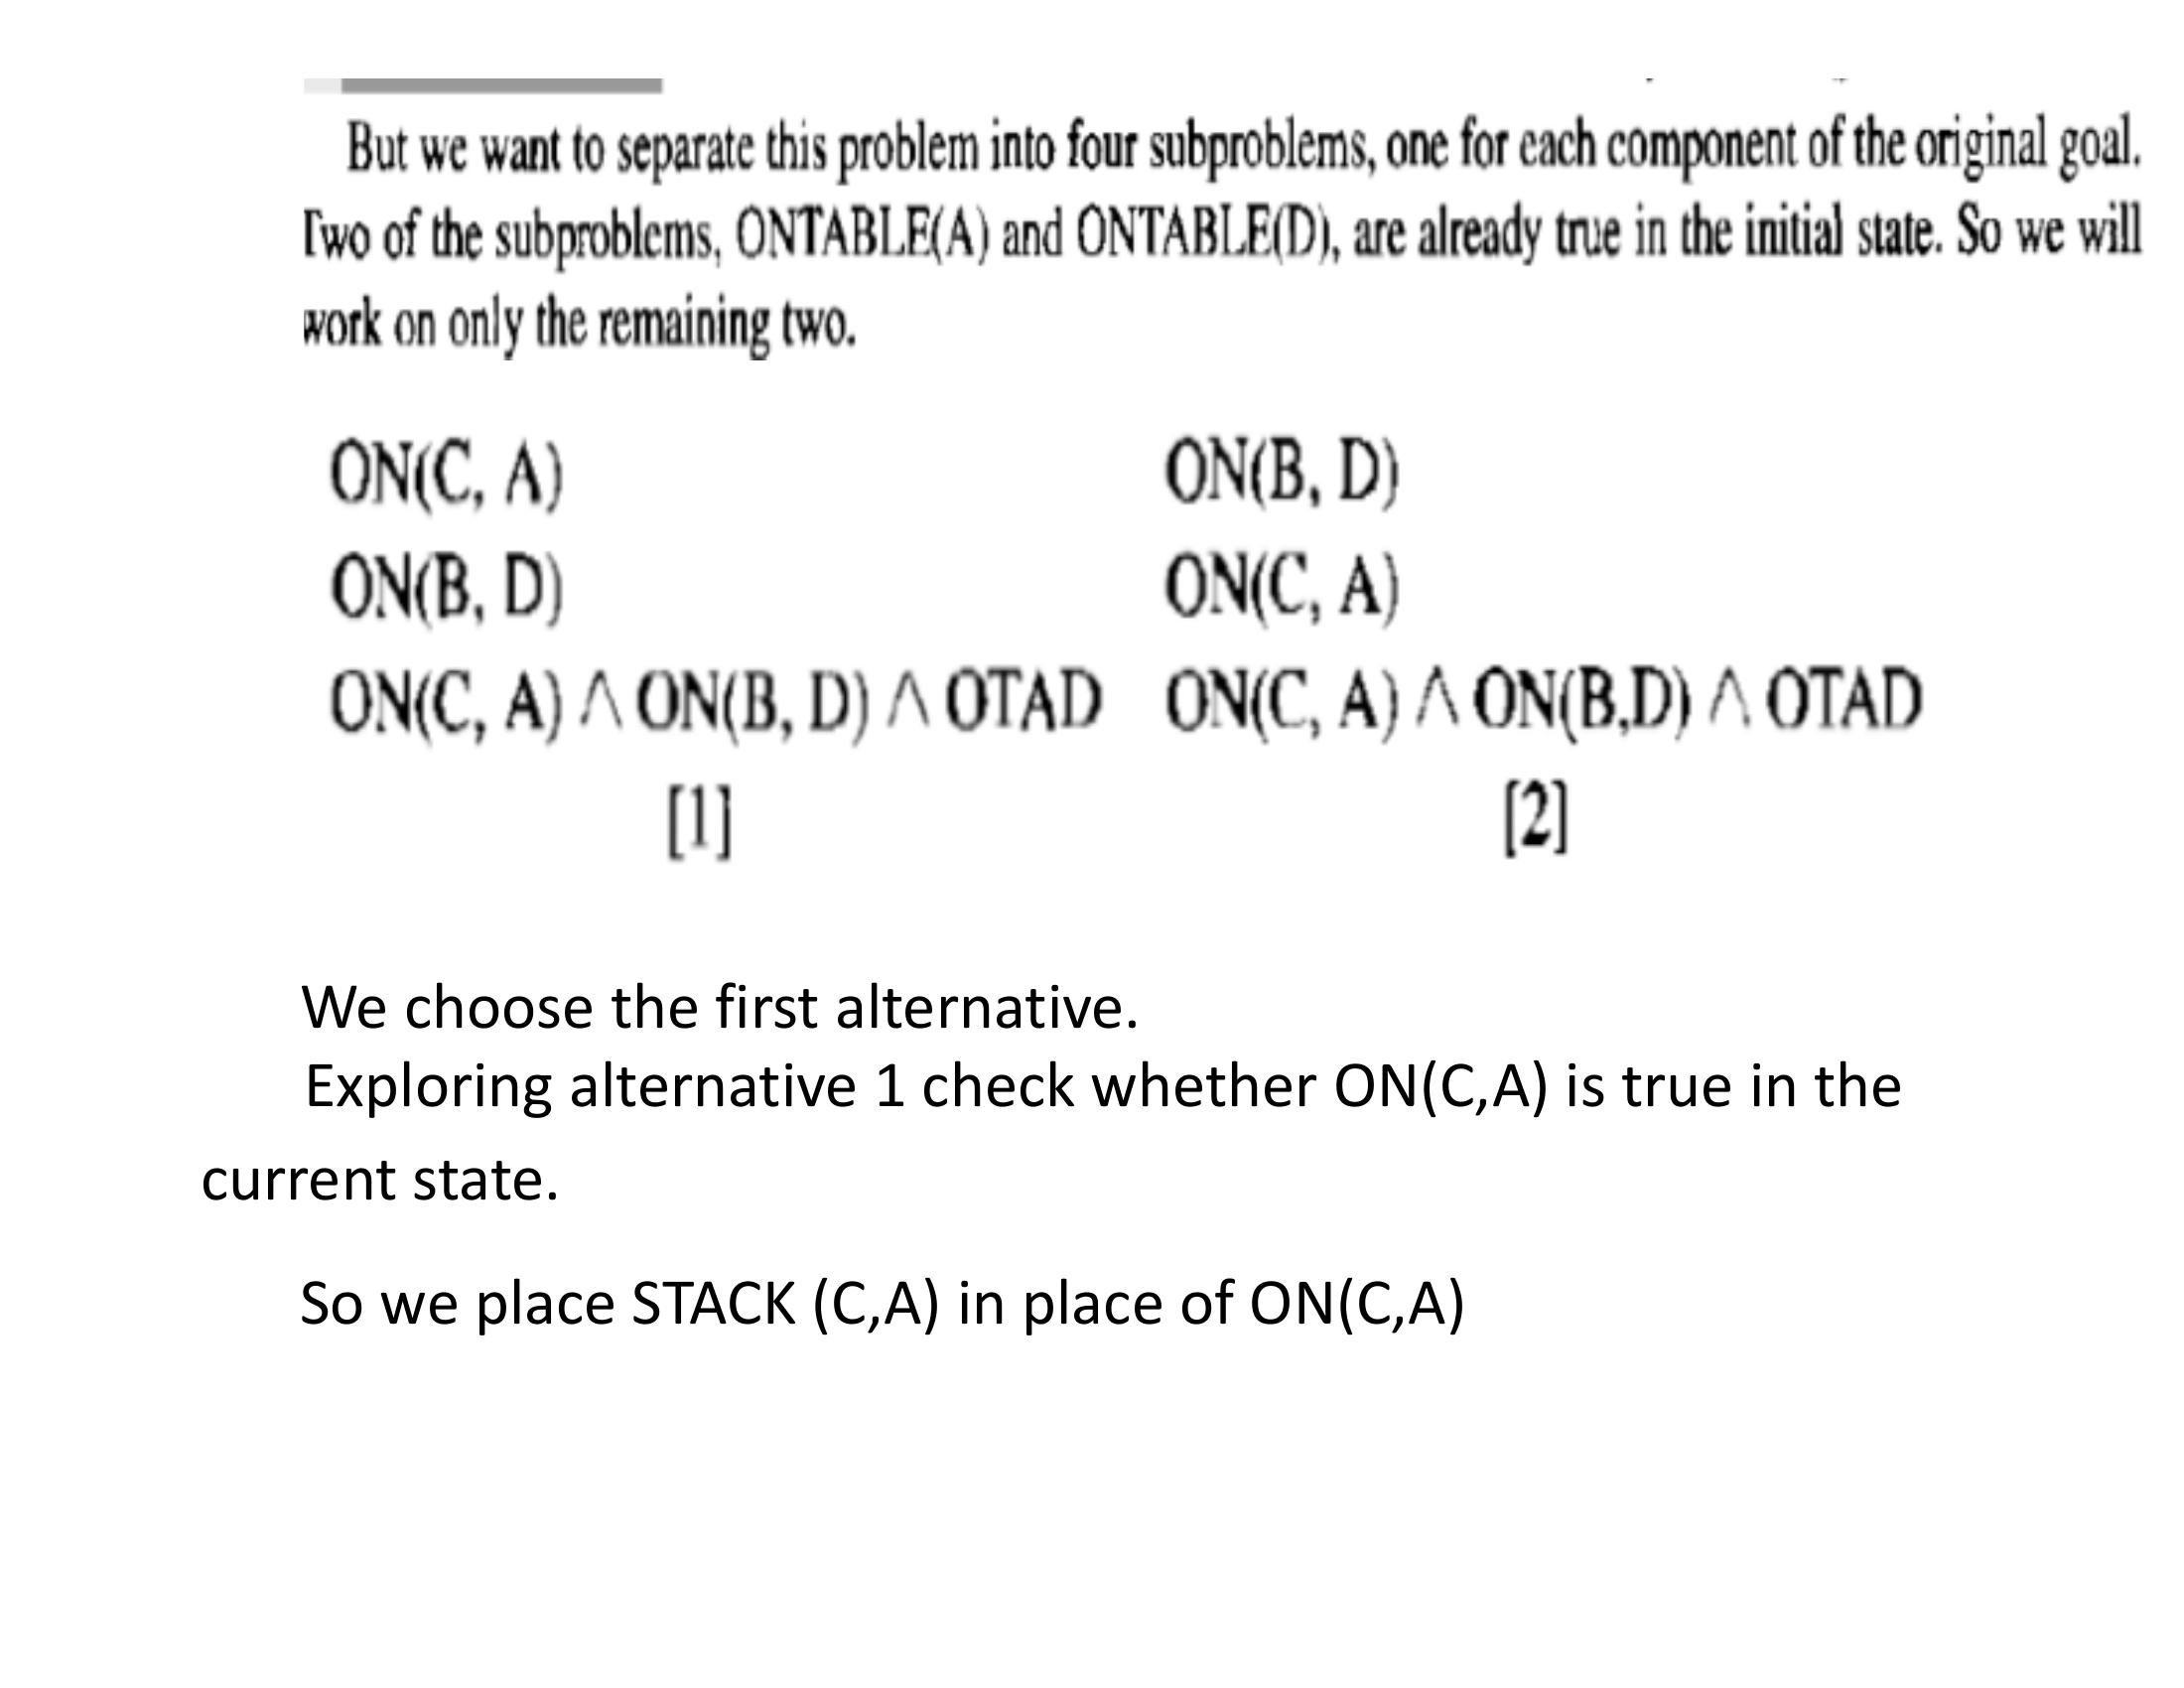 But we want to separate this problem into four subproblems, one for each component of the original goal.
Two of the subproblems, ONTABLE(A) and ONTABLE(D), are already true in the initial state. So we will
work on only the remaining two.
ON(C, A) ON(B, D)
ON(B, D) ON(C, A)
ON(C, A) ∧ ON(B, D) ∧ OTAD ON(C, A) ∧ ON(B,D) ∧ OTAD
[1] [2]
We choose the first alternative.
Exploring alternative 1 check whether ON(C,A) is true in the
current state.
So we place STACK (C,A) in place of ON(C,A)